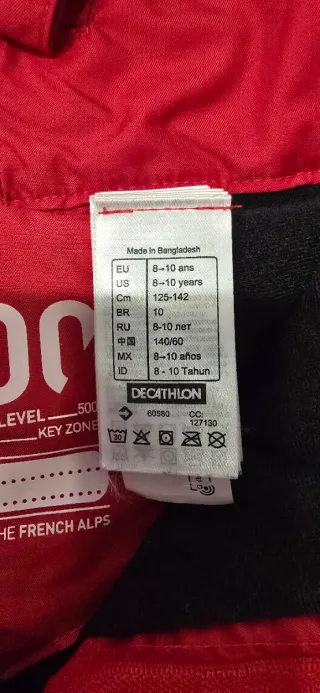 Made in Bangladesh
EU 8→10 ans
US 8→10 years
Cm 125-142
BR 10
RU 8-10 лет
中国 140/60
MX 8→10 años
ID 8 - 10 Tahun
DECATHLON
60580 CC:
127130
30
LEVEL 500
KEY ZONE
THE FRENCH ALPS